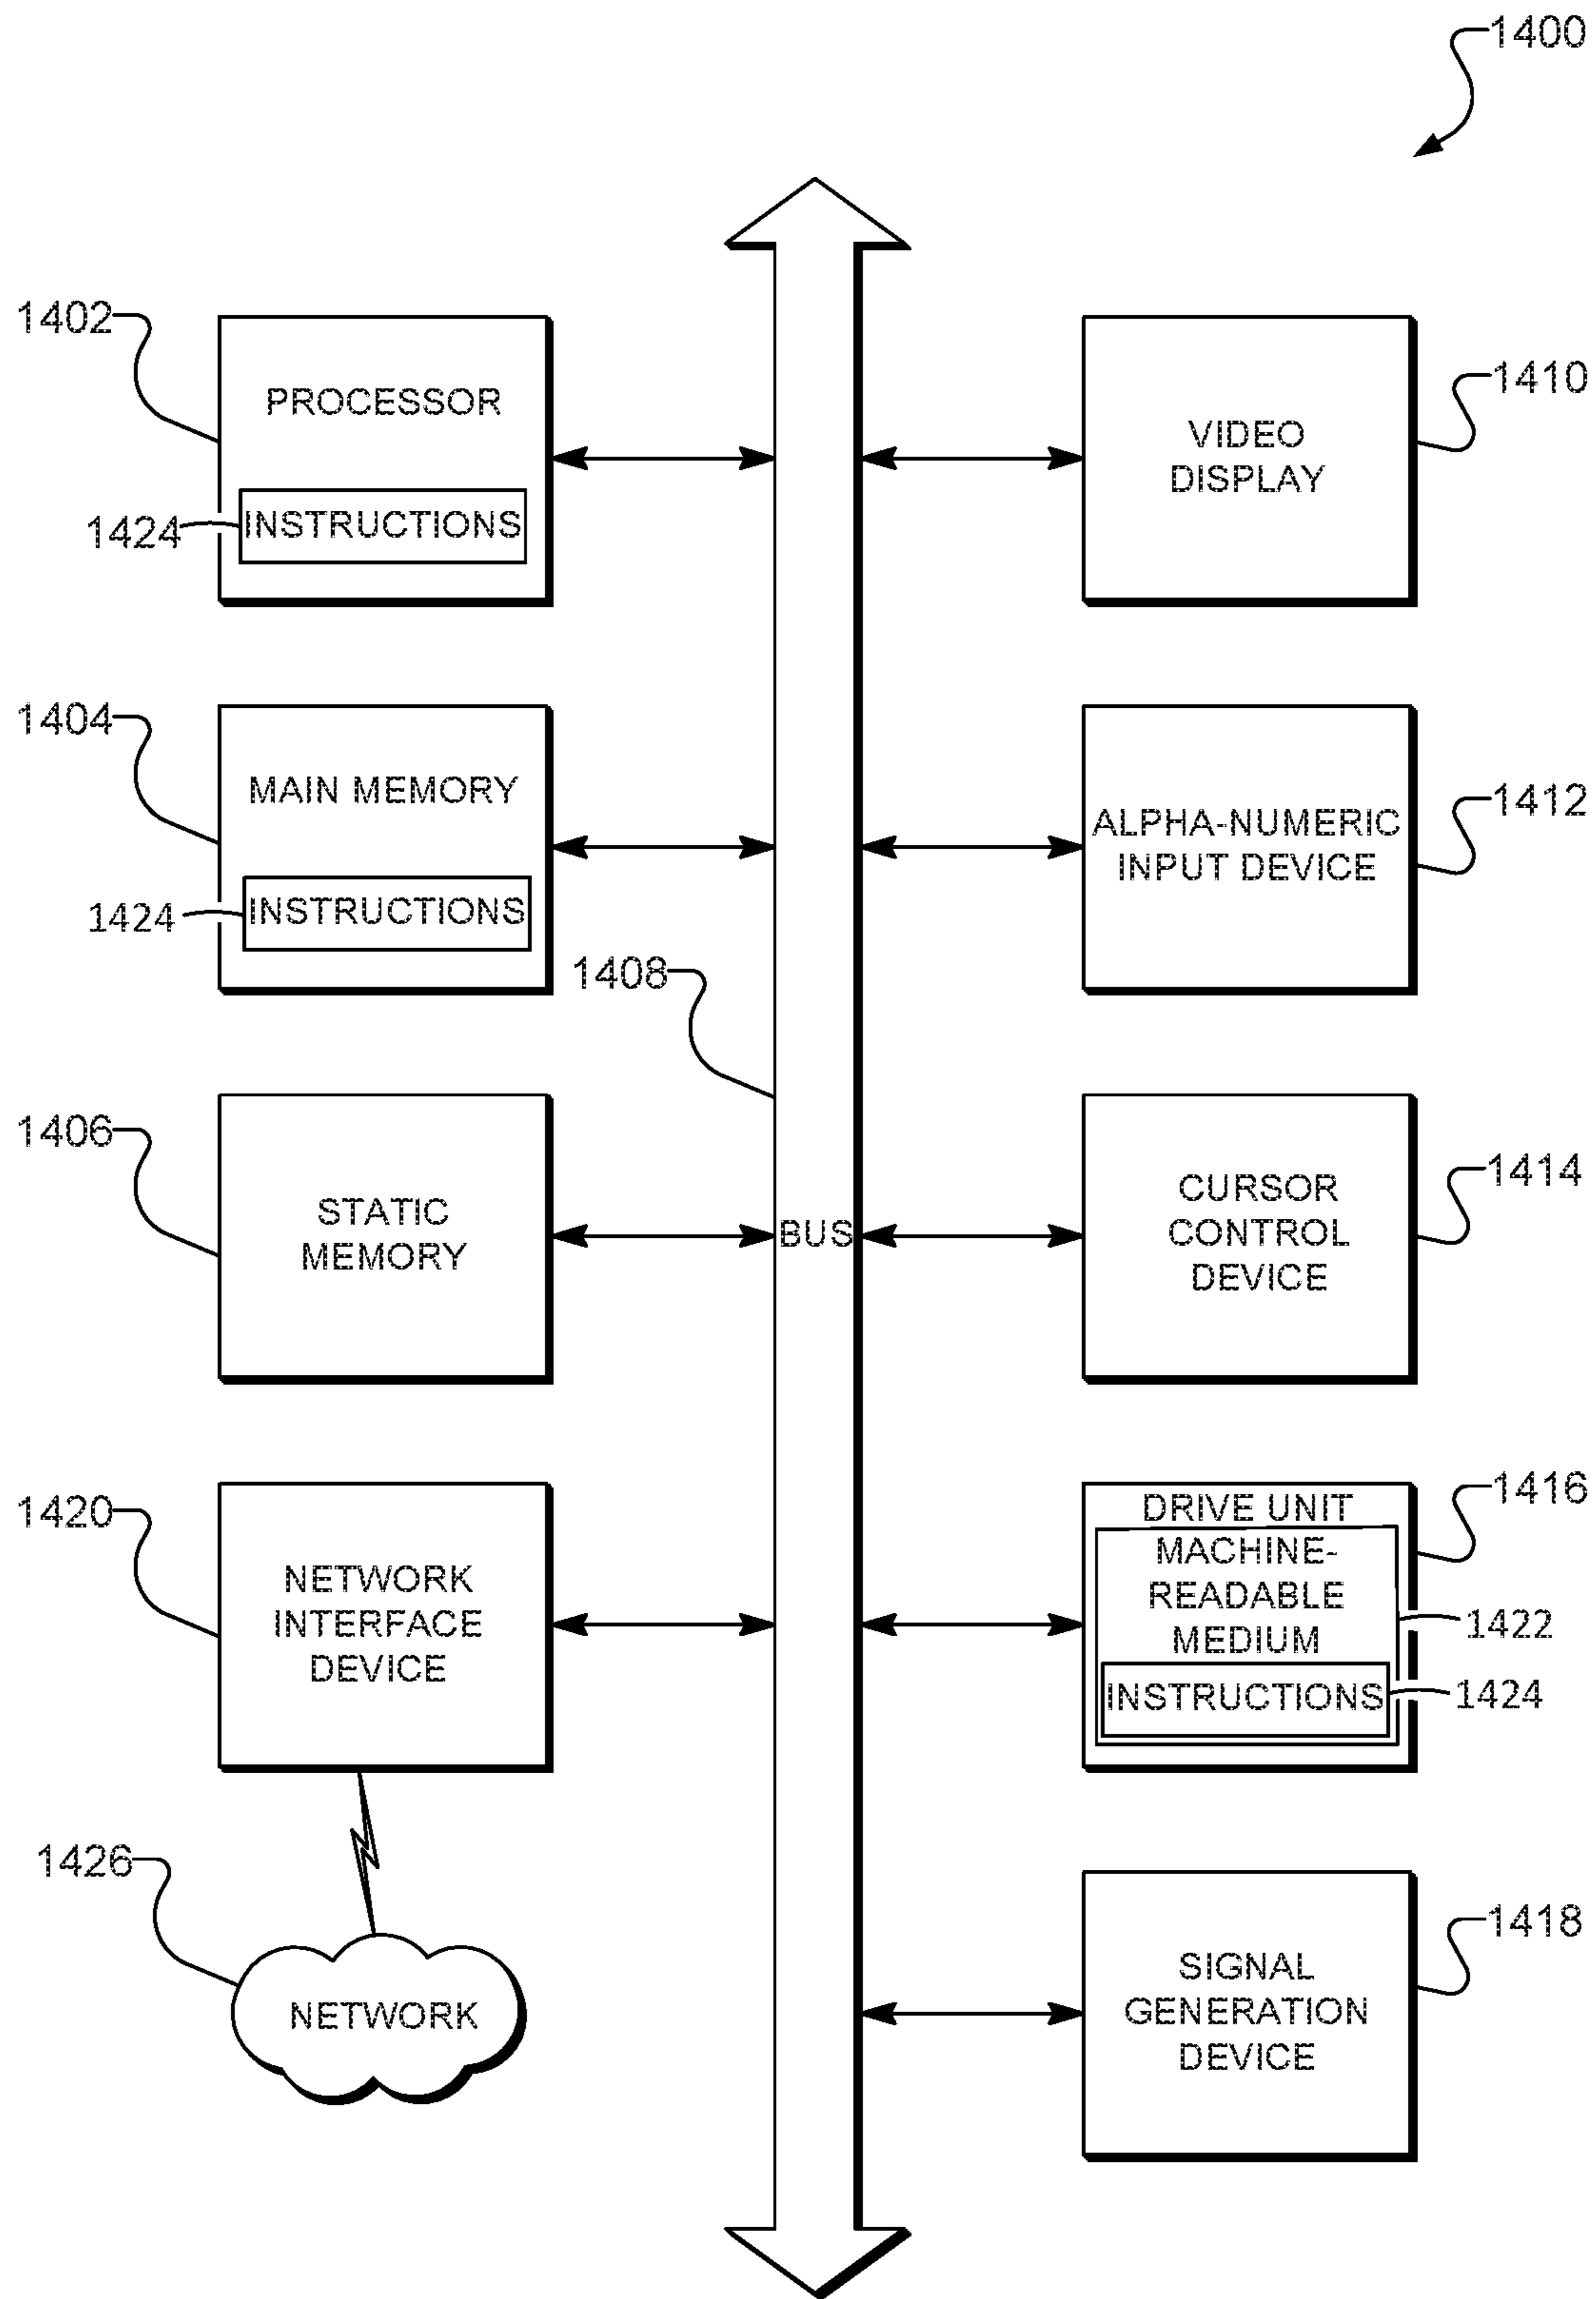 1400
1402
PROCESSOR
1424
INSTRUCTIONS
1410
VIDEO
DISPLAY
1404
MAIN MEMORY
1424
INSTRUCTIONS
1412
ALPHA-NUMERIC
INPUT DEVICE
1408
BUS
1406
STATIC
MEMORY
1414
CURSOR
CONTROL
DEVICE
1420
NETWORK
INTERFACE
DEVICE
1416
DRIVE UNIT
MACHINE-
READABLE
MEDIUM
1422
INSTRUCTIONS
1424
1426
NETWORK
1418
SIGNAL
GENERATION
DEVICE